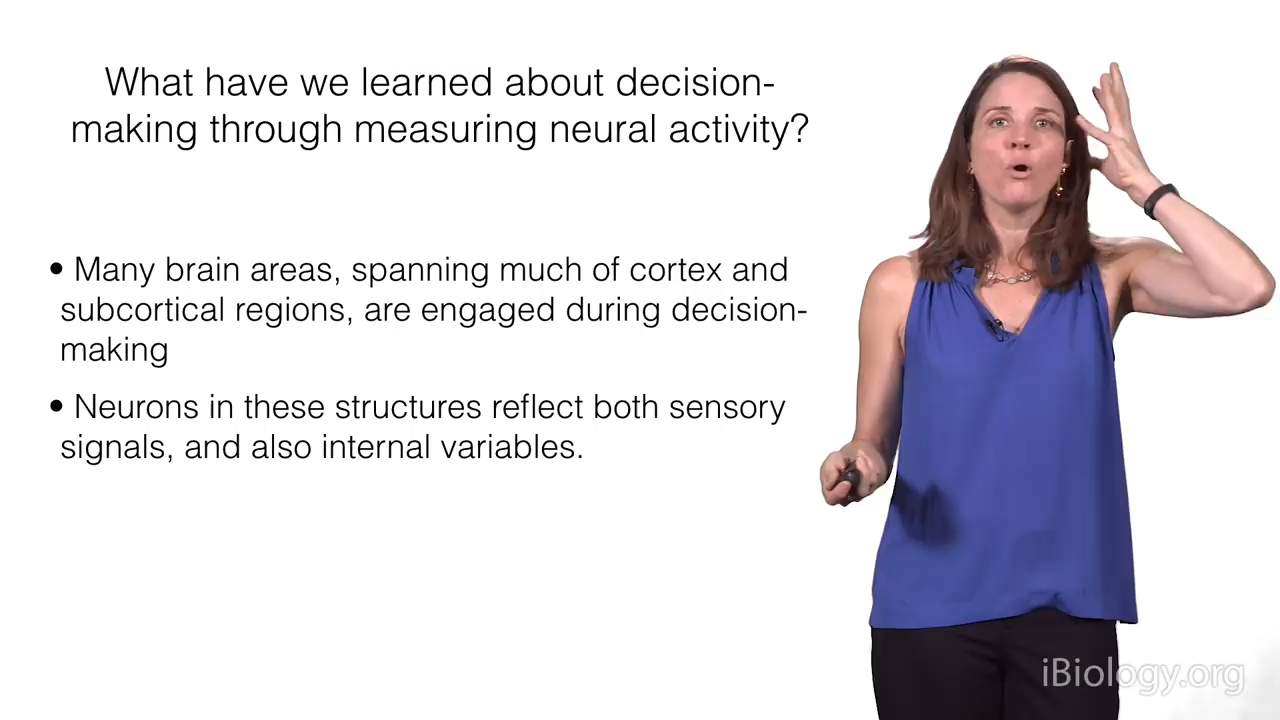 What have we learned about decision-
making through measuring neural activity?
• Many brain areas, spanning much of cortex and
subcortical regions, are engaged during decision-
making
• Neurons in these structures reflect both sensory
signals, and also internal variables.
iBiology.org